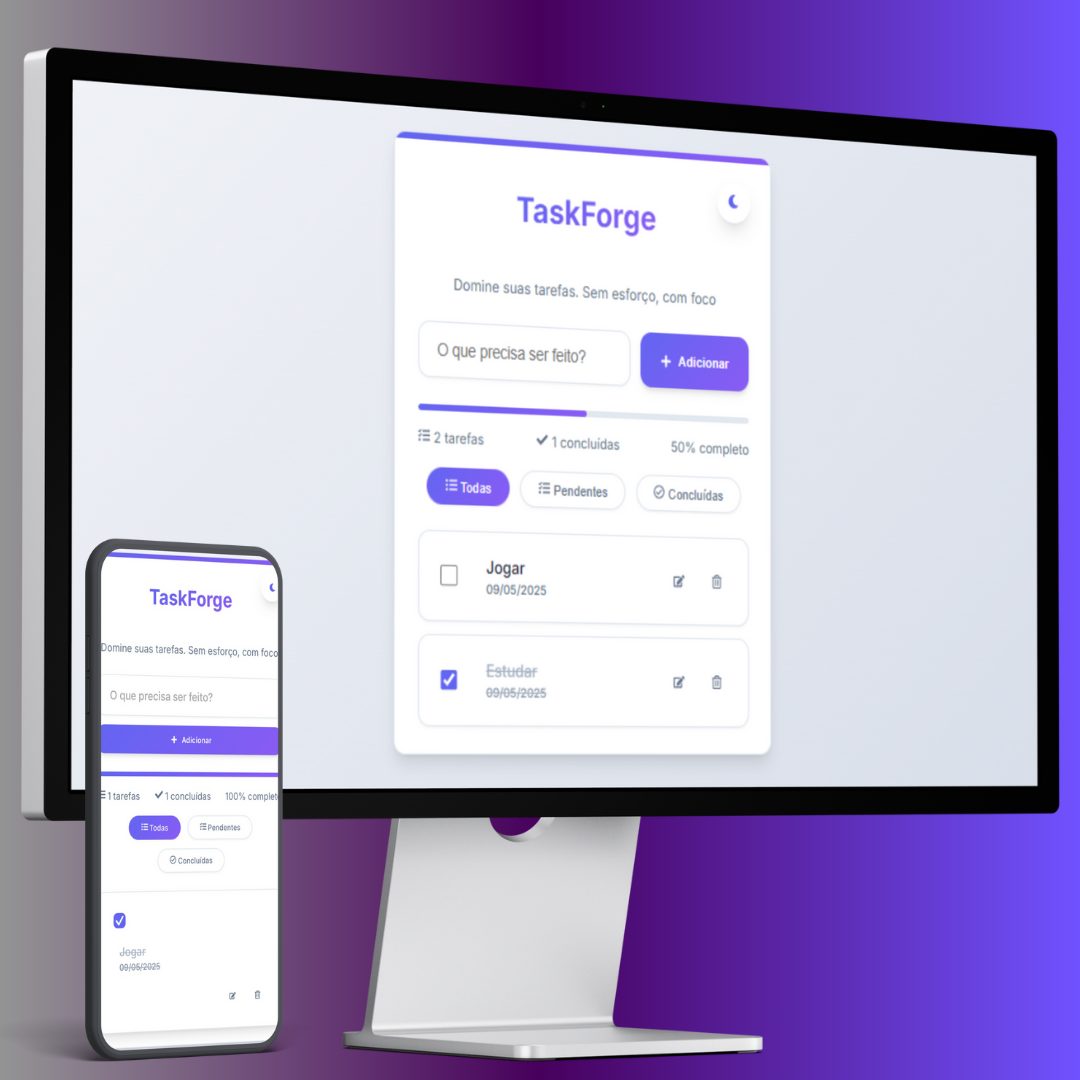 TaskForge
Domine suas tarefas. Sem esforço, com foco
O que precisa ser feito?
+ Adicionar
2 tarefas
1 concluídas
50% completo
Todas
Pendentes
Concluídas
Jogar
09/05/2025
Estudar
09/05/2025
TaskForge
Domine suas tarefas. Sem esforço, com foco
O que precisa ser feito?
+ Adicionar
1 tarefas
1 concluídas
100% completo
Todas
Pendentes
Concluídas
Jogar
09/05/2025